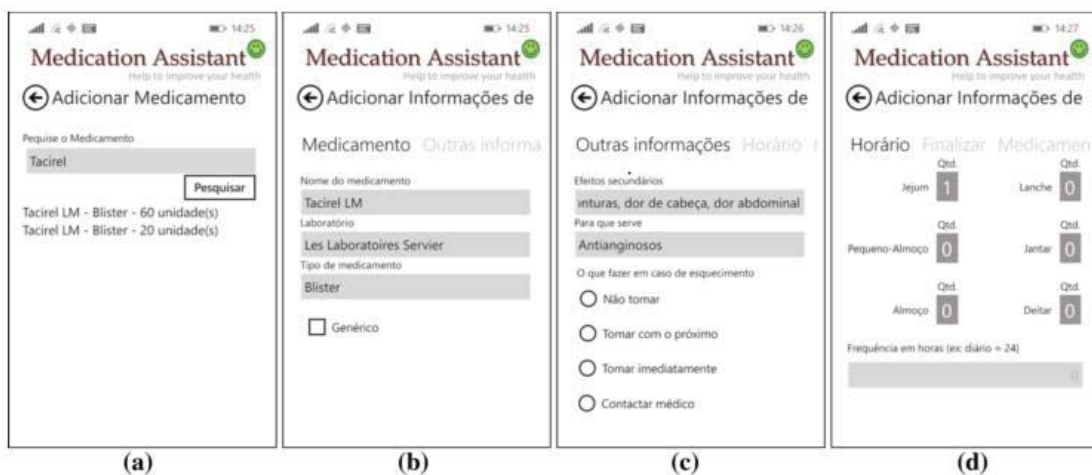 14:25
Medication Assistant
Help to improve your health
Adicionar Medicamento
Pequise o Medicamento
Tacirel
Pesquisar
Tacirel LM - Blister - 60 unidade(s)
Tacirel LM - Blister - 20 unidade(s)
(a)
14:25
Medication Assistant
Help to improve your health
Adicionar Informações de
Medicamento Outras informa
Nome do medicamento
Tacirel LM
Laboratório
Les Laboratoires Servier
Tipo de medicamento
Blister
Genérico
(b)
14:26
Medication Assistant
Help to improve your health
Adicionar Informações de
Outras informações Horário
Efeitos secundários
nturas, dor de cabeça, dor abdominal
Para que serve
Antianginosos
O que fazer em caso de esquecimento
Não tomar
Tomar com o próximo
Tomar imediatamente
Contactar médico
(c)
14:27
Medication Assistant
Help to improve your health
Adicionar Informações de
Horário Finalizar Medicamen
Qtd. Qtd.
Jejum 1 Lanche 0
Qtd. Qtd.
Pequeno-Almoço 0 Jantar 0
Qtd. Qtd.
Almoço 0 Deitar 0
Frequência em horas (ex: diário = 24)
0
(d)